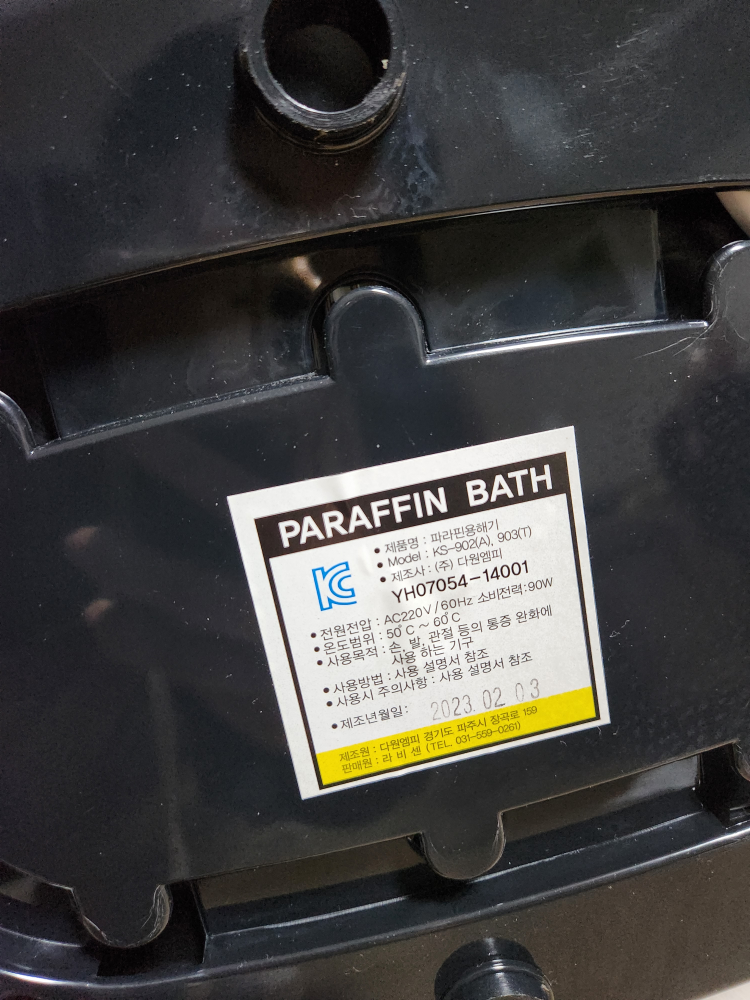 PARAFFIN BATH
KC
• 제품명 : 파라핀용해기
• Model : KS-902(A), 903(T)
• 제조사 : (주) 다원엠피
YH07054-14001
• 전원전압 : AC220V/60Hz 소비전력:90W
• 온도범위 : 50°C ~ 60°C
• 사용목적 : 손, 발, 관절 등의 통증 완화에
사용 하는 기구
• 사용방법 : 사용 설명서 참조
• 사용시 주의사항 : 사용 설명서 참조
• 제조년월일 : 2023. 02 03
제조원 : 다원엠피 경기도 파주시 장곡로 159
판매원 : 라 비 센 (TEL. 031-559-0261)